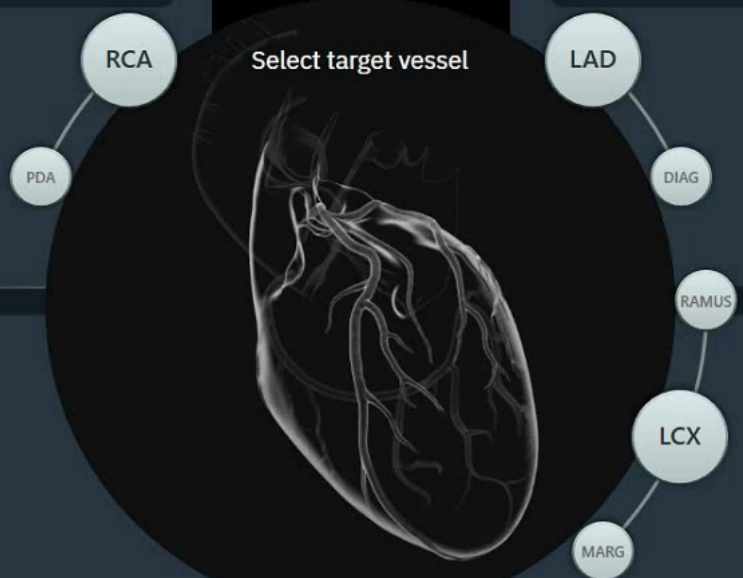 RCA
Select target vessel
LAD
PDA
DIAG
RAMUS
LCX
MARG